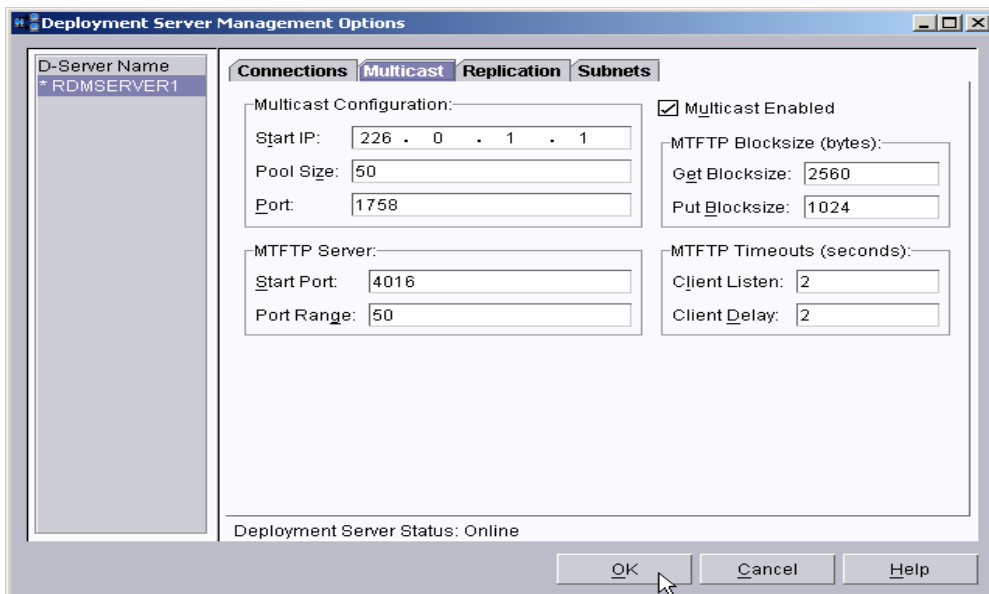 Deployment Server Management Options
D-Server Name
* RDMSERVER1
Connections
Multicast
Replication
Subnets
Multicast Configuration:
Start IP: 226 . 0 . 1 . 1
Pool Size: 50
Port: 1758
Multicast Enabled
MTFTP Blocksize (bytes):
Get Blocksize: 2560
Put Blocksize: 1024
MTFTP Server:
Start Port: 4016
Port Range: 50
MTFTP Timeouts (seconds):
Client Listen: 2
Client Delay: 2
Deployment Server Status: Online
OK
Cancel
Help